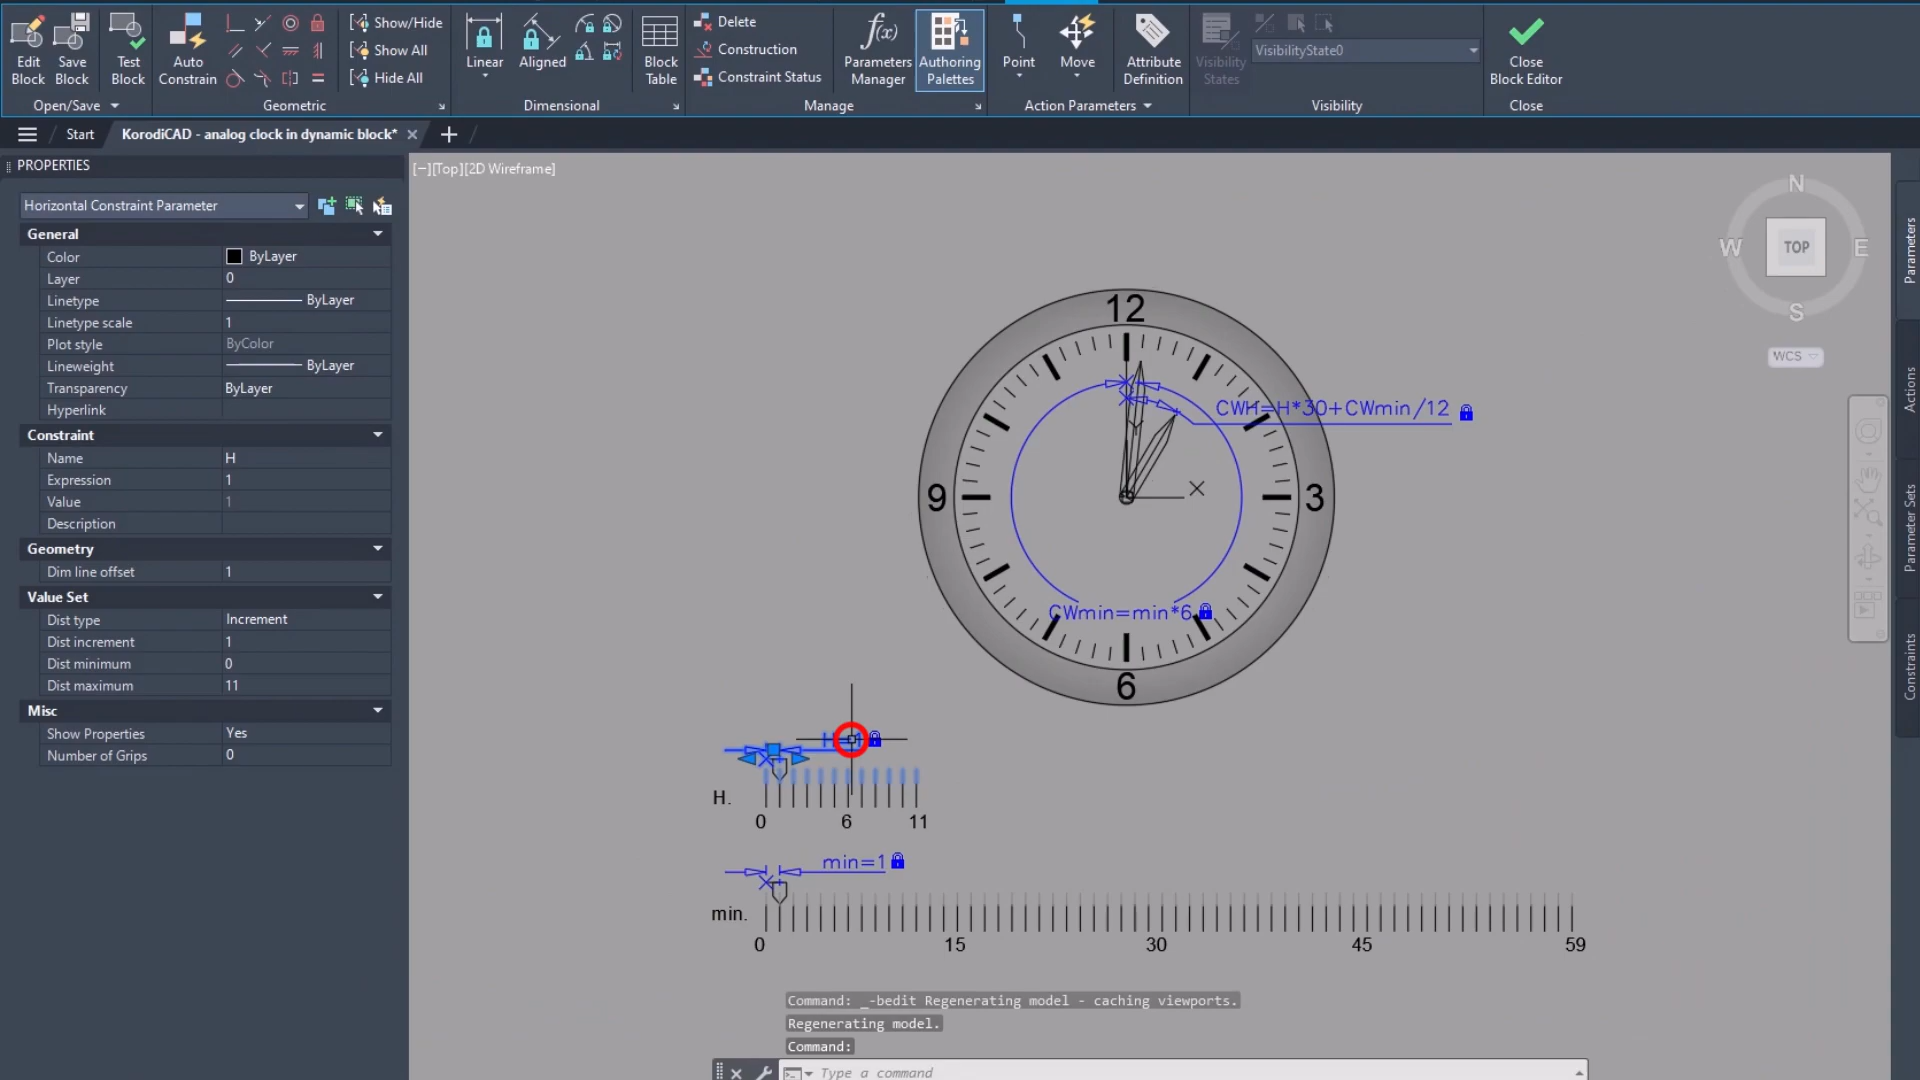 Edit Block
Save Block
Test Block
Open/Save
Auto Constrain
Show/Hide
Show All
Hide All
Geometric
Linear
Aligned
Dimensional
Block Table
Delete
Construction
Constraint Status
Manage
Parameters Manager
Authoring Palettes
Point
Move
Action Parameters
Attribute Definition
Visibility States
VisibilityState0
Visibility
Close Block Editor
Close
Start
KorodiCAD - analog clock in dynamic block*
PROPERTIES
[−][Top][2D Wireframe]
Horizontal Constraint Parameter
General
Color ByLayer
Layer 0
Linetype ByLayer
Linetype scale 1
Plot style ByColor
Lineweight ByLayer
Transparency ByLayer
Hyperlink
Constraint
Name H
Expression 1
Value 1
Description
Geometry
Dim line offset 1
Value Set
Dist type Increment
Dist increment 1
Dist minimum 0
Dist maximum 11
Misc
Show Properties Yes
Number of Grips 0
N
W TOP E
S
WCS
Parameters
Actions
Parameter Sets
Constraints
12
CWH=H*30+CWmin/12
9
3
CWmin=min*6
6
H.
0 6 11
min=1
min.
0 15 30 45 59
Command: _-bedit Regenerating model - caching viewports.
Regenerating model.
Command:
Type a command